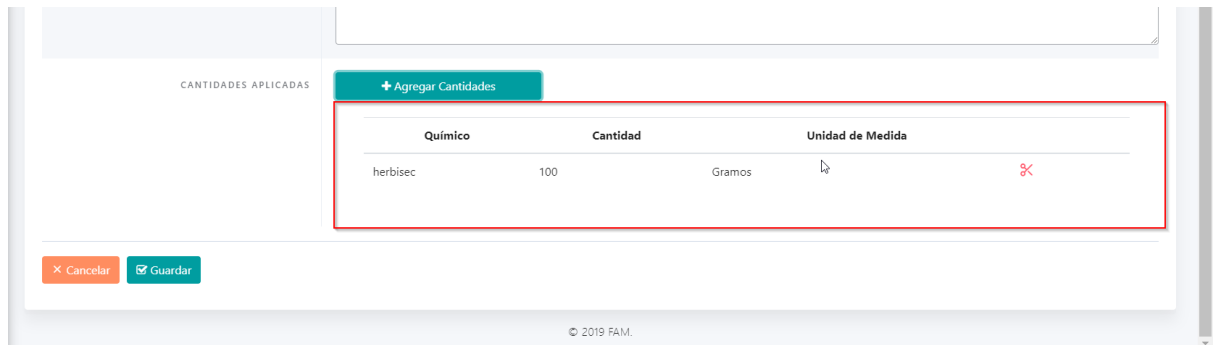 CANTIDADES APLICADAS
Agregar Cantidades
Químico Cantidad Unidad de Medida
herbisec 100 Gramos
Cancelar Guardar
© 2019 FAM.